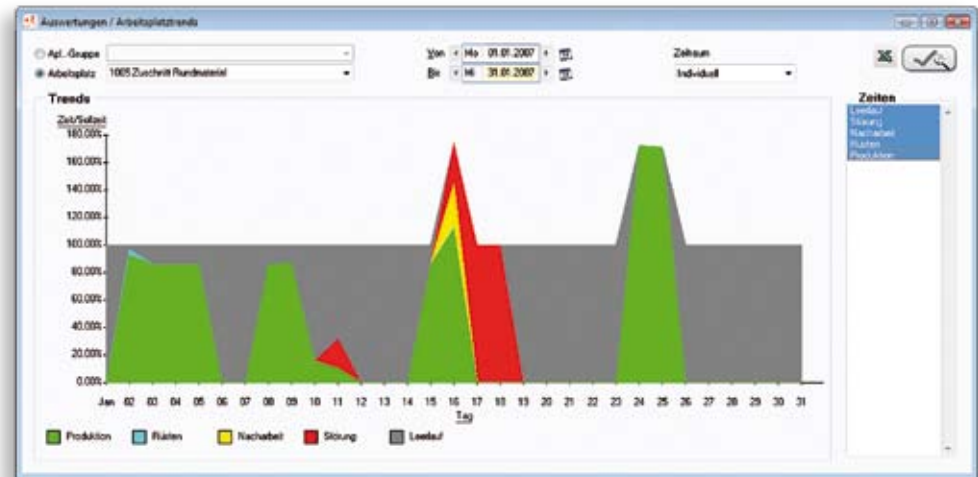 Auswertungen / Arbeitsplatztrends
Apl.-Gruppe
Von Mo 01.01.2007
Zeitraum
Arbeitsplatz 1005 Zuschnitt Rundmaterial
Bis Mi 31.01.2007
Individuell
Trends
Zeiten
Zeit/Sollzeit
Leerlauf
Störung
Nacharbeit
Rüsten
Produktion
180.00%
160.00%
140.00%
120.00%
100.00%
80.00%
60.00%
40.00%
20.00%
0.00%
Jan 02 03 04 05 06 07 08 09 10 11 12 13 14 15 16 17 18 19 20 21 22 23 24 25 26 27 28 29 30 31
Tag
Produktion Rüsten Nacharbeit Störung Leerlauf